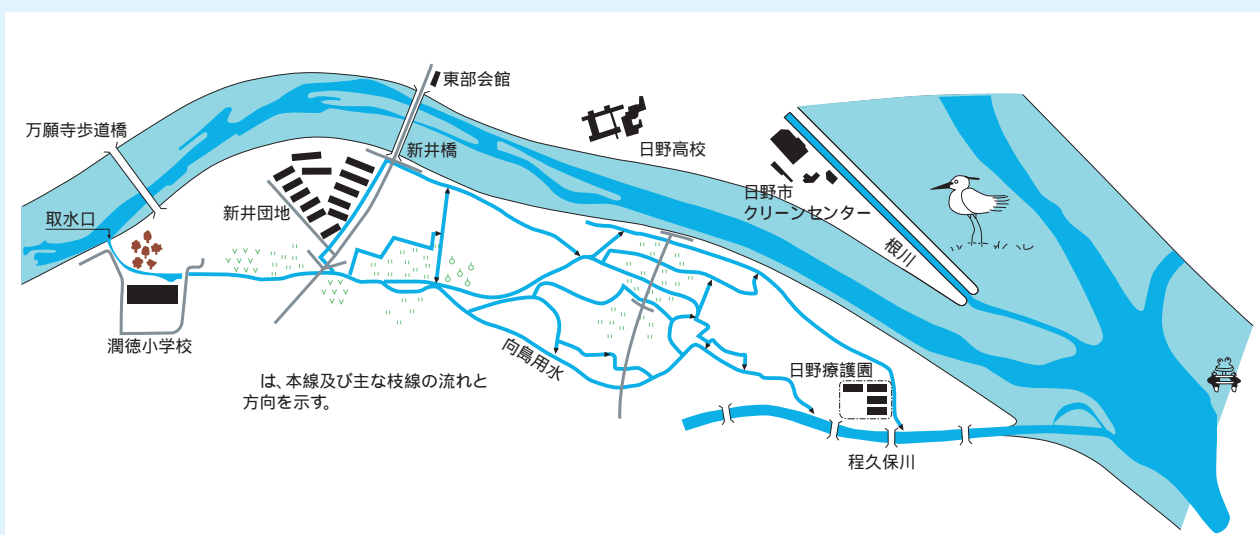 東部会館
万願寺歩道橋
新井橋
日野高校
日野市
クリーンセンター
取水口
新井団地
根川
潤徳小学校
向島用水
日野療護園
は、本線及び主な枝線の流れと
方向を示す。
程久保川